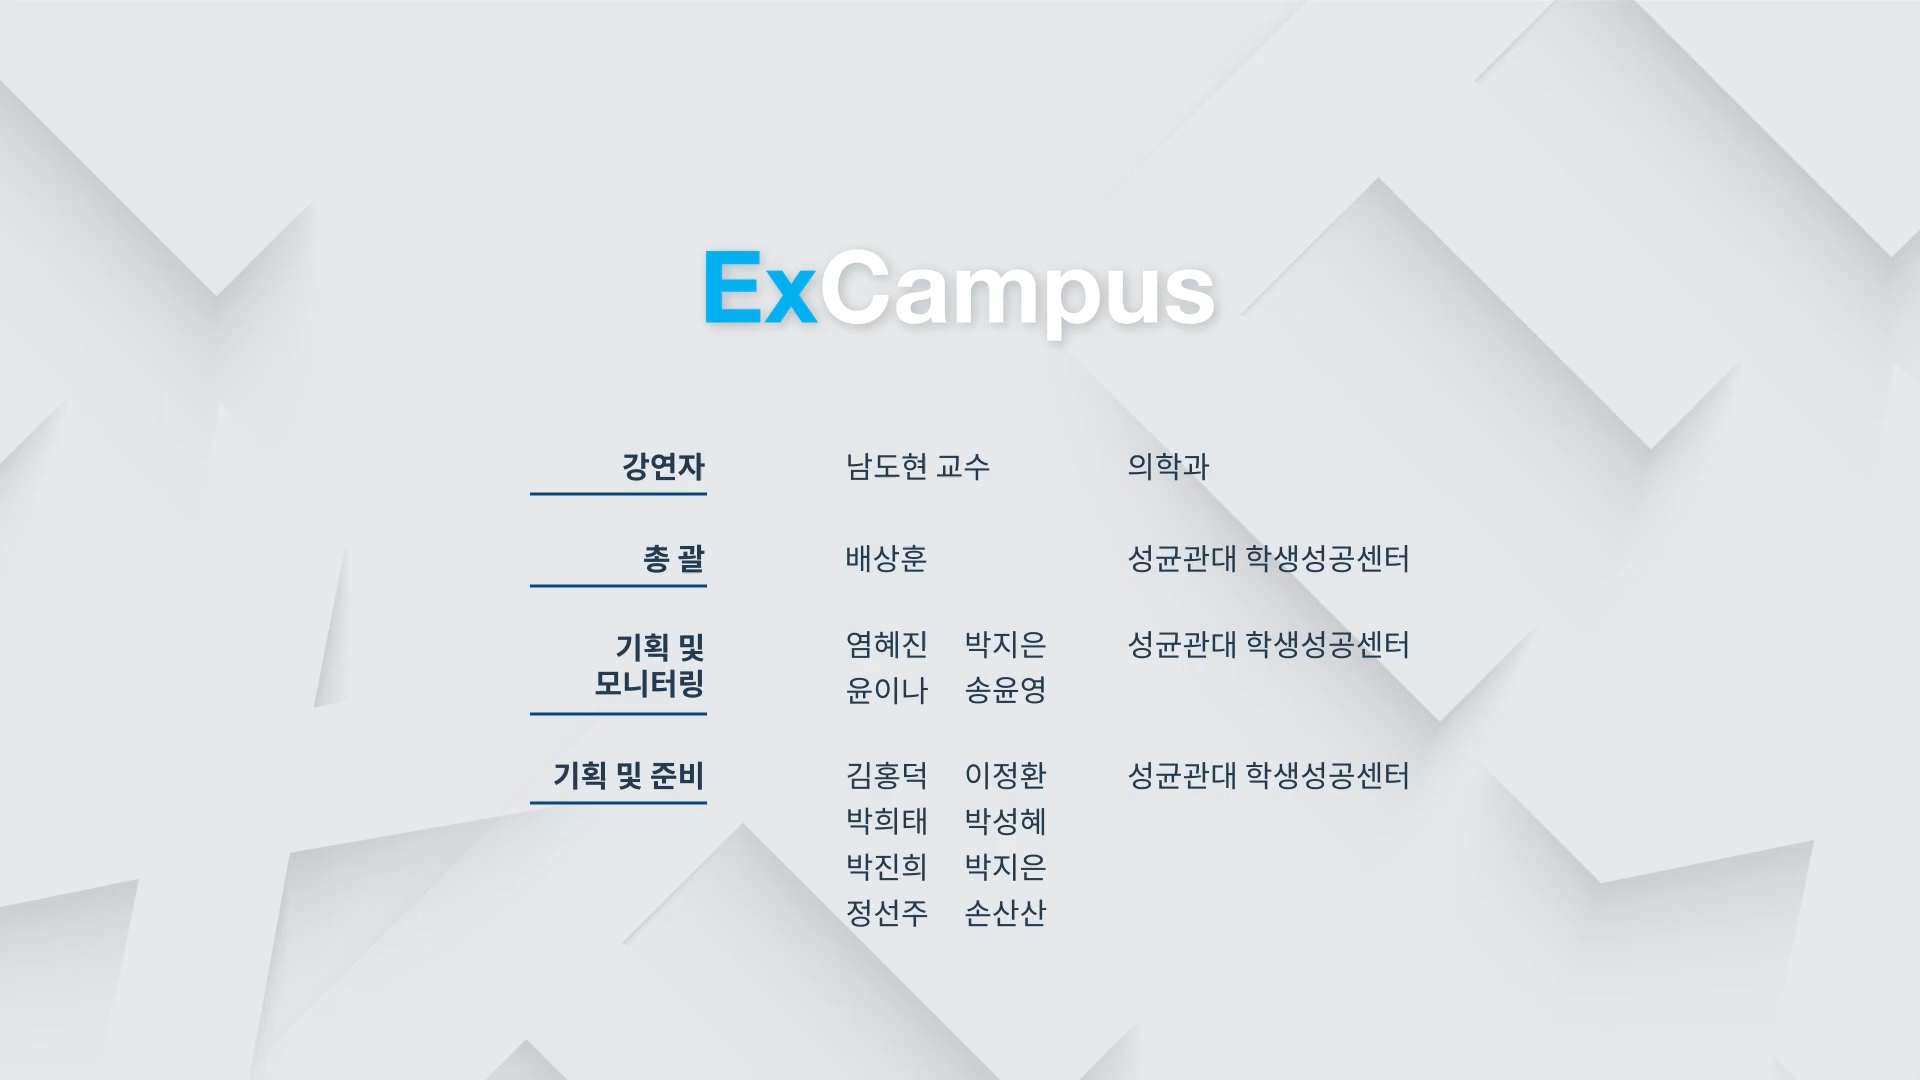 ExCampus
강연자 남도현 교수 의학과
총 괄 배상훈 성균관대 학생성공센터
기획 및
모니터링
염혜진 박지은 성균관대 학생성공센터
윤이나 송윤영
기획 및 준비 김홍덕 이정환 성균관대 학생성공센터
박희태 박성혜
박진희 박지은
정선주 손산산